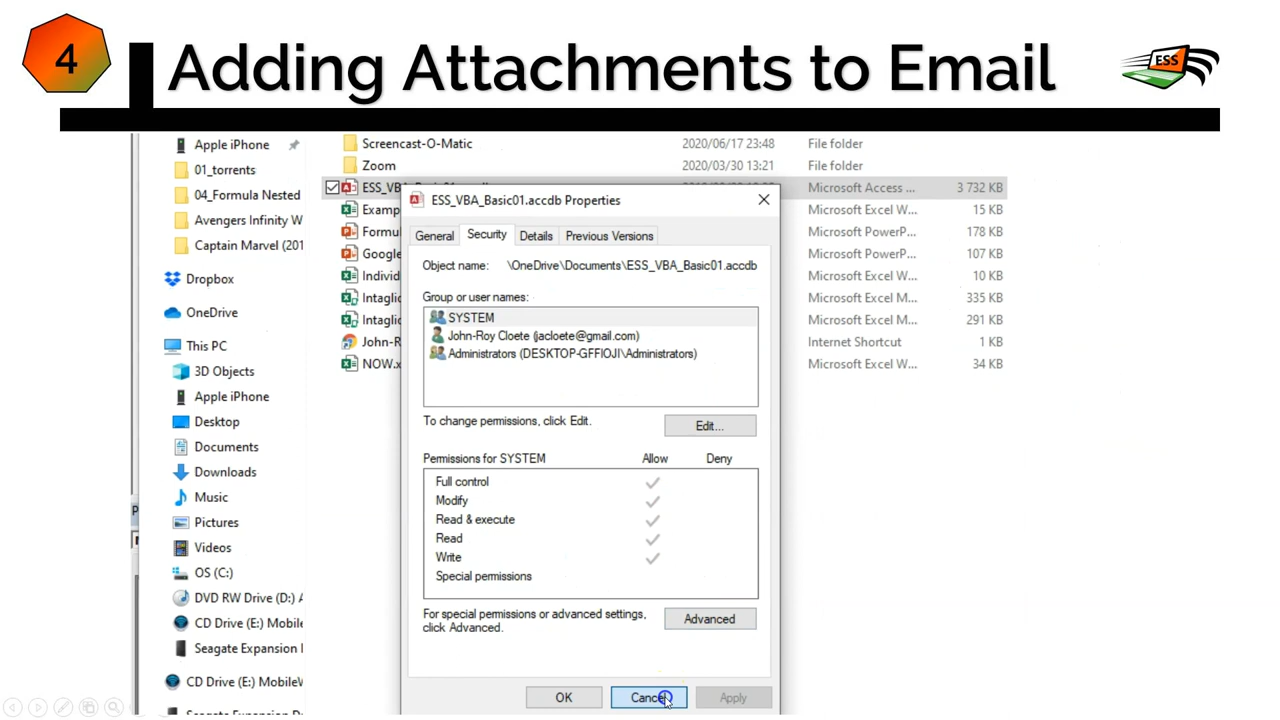 4
Adding Attachments to Email
ESS
Apple iPhone
01_torrents
04_Formula Nested
Avengers Infinity W
Captain Marvel (201
Dropbox
OneDrive
This PC
3D Objects
Apple iPhone
Desktop
Documents
Downloads
Music
Pictures
Videos
OS (C:)
DVD RW Drive (D:) A
CD Drive (E:) Mobile
Seagate Expansion
CD Drive (E:) MobileW
Seagate Expansion D
Screencast-O-Matic 2020/06/17 23:48 File folder
Zoom 2020/03/30 13:21 File folder
Microsoft Access ... 3 732 KB
Examp Microsoft Excel W... 15 KB
Formul Microsoft PowerP... 178 KB
Google Microsoft PowerP... 107 KB
Individ Microsoft Excel W... 10 KB
Intaglic Microsoft Excel M... 335 KB
Intaglic Microsoft Excel M... 291 KB
John-R Internet Shortcut 1 KB
NOW.x Microsoft Excel W... 34 KB
ESS_VBA_Basic01.accdb Properties
General Security Details Previous Versions
Object name: \OneDrive\Documents\ESS_VBA_Basic01.accdb
Group or user names:
SYSTEM
John-Roy Cloete (jacloete@gmail.com)
Administrators (DESKTOP-GFFIOJI\Administrators)
To change permissions, click Edit.
Edit...
Permissions for SYSTEM Allow Deny
Full control
Modify
Read & execute
Read
Write
Special permissions
For special permissions or advanced settings,
click Advanced.
Advanced
OK Cancel Apply